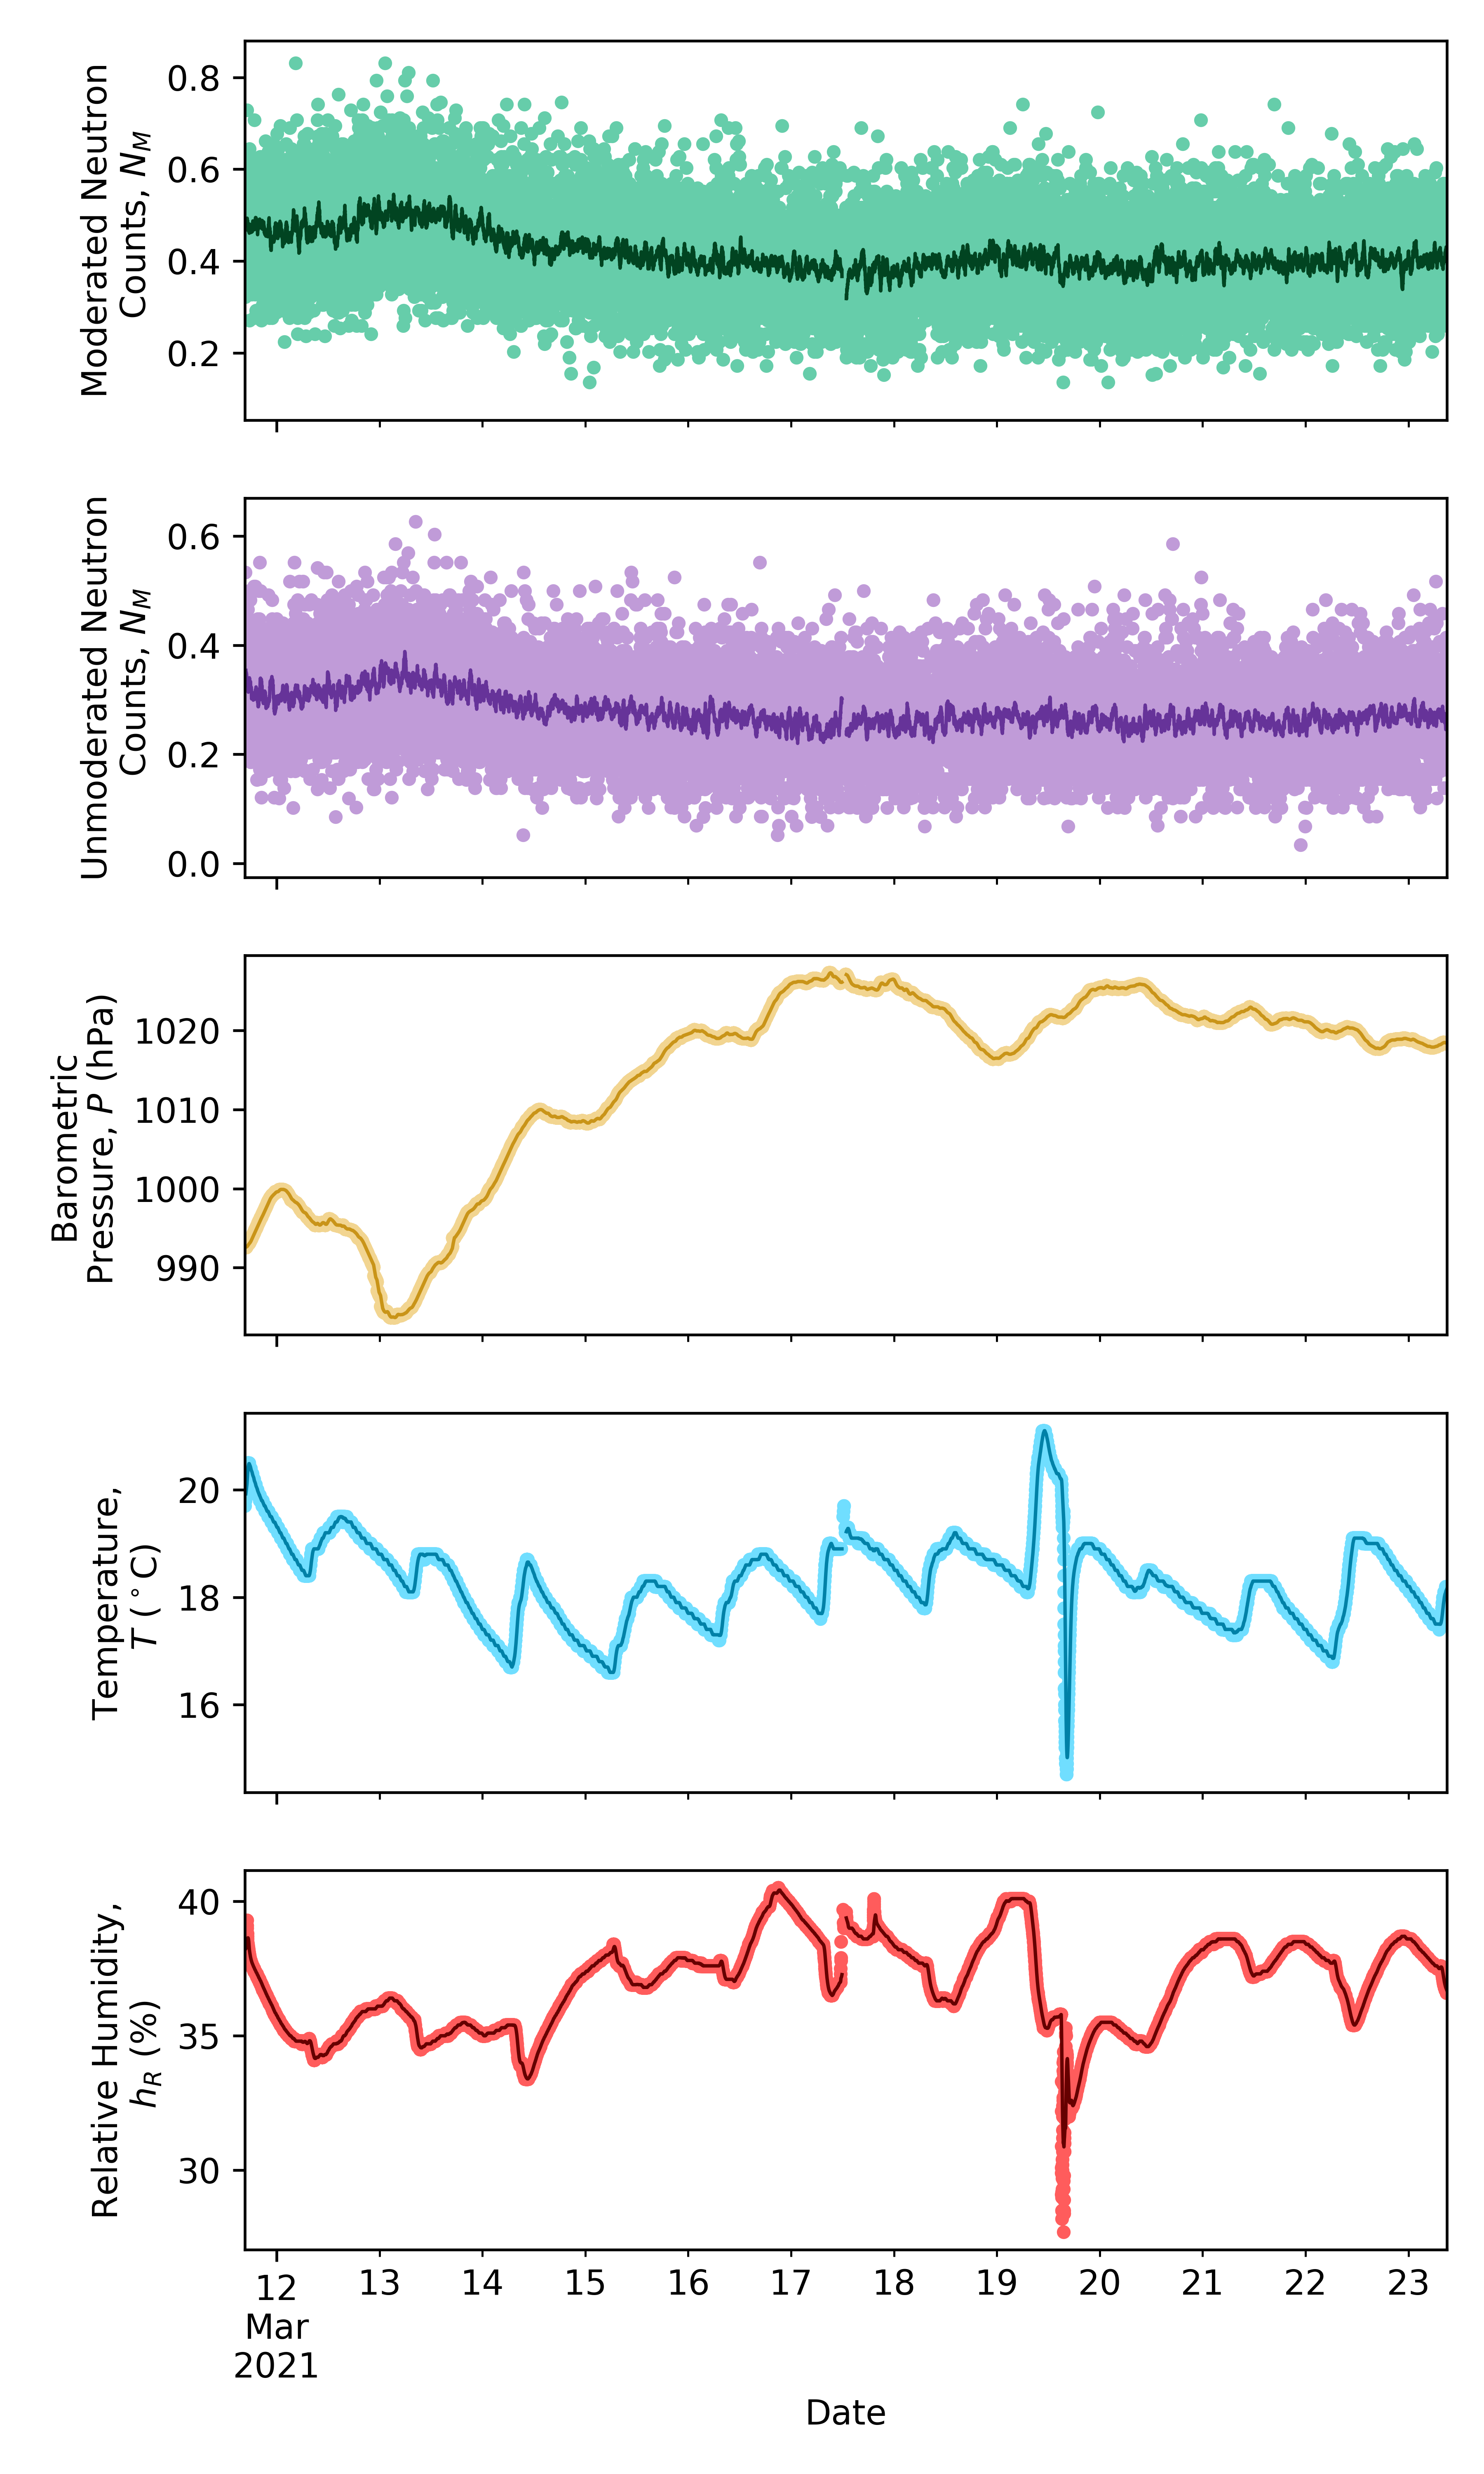 Moderated Neutron
Counts, N_M
0.8
0.6
0.4
0.2
Unmoderated Neutron
Counts, N_M
0.6
0.4
0.2
0.0
Barometric
Pressure, P (hPa)
1020
1010
1000
990
Temperature,
T (°C)
20
18
16
Relative Humidity,
h_R (%)
40
35
30
12 13 14 15 16 17 18 19 20 21 22 23
Mar
2021
Date